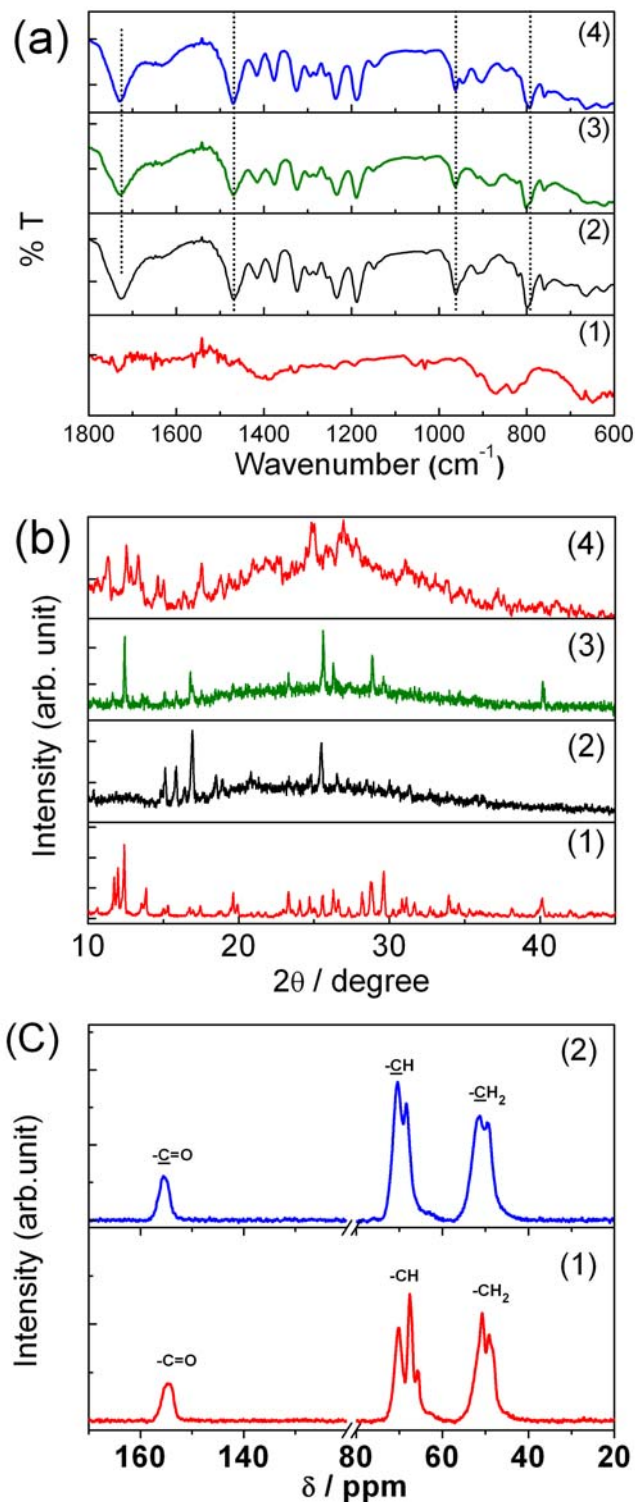 (a)
(4)
(3)
(2)
(1)
% T
1800 1600 1400 1200 1000 800 600
Wavenumber (cm⁻¹)
(b)
(4)
(3)
(2)
(1)
Intensity (arb. unit)
10 20 30 40
2θ / degree
(C)
(2)
-CH
-CH₂
-C=O
(1)
-CH
-CH₂
-C=O
Intensity (arb.unit)
160 140 80 60 40 20
δ / ppm